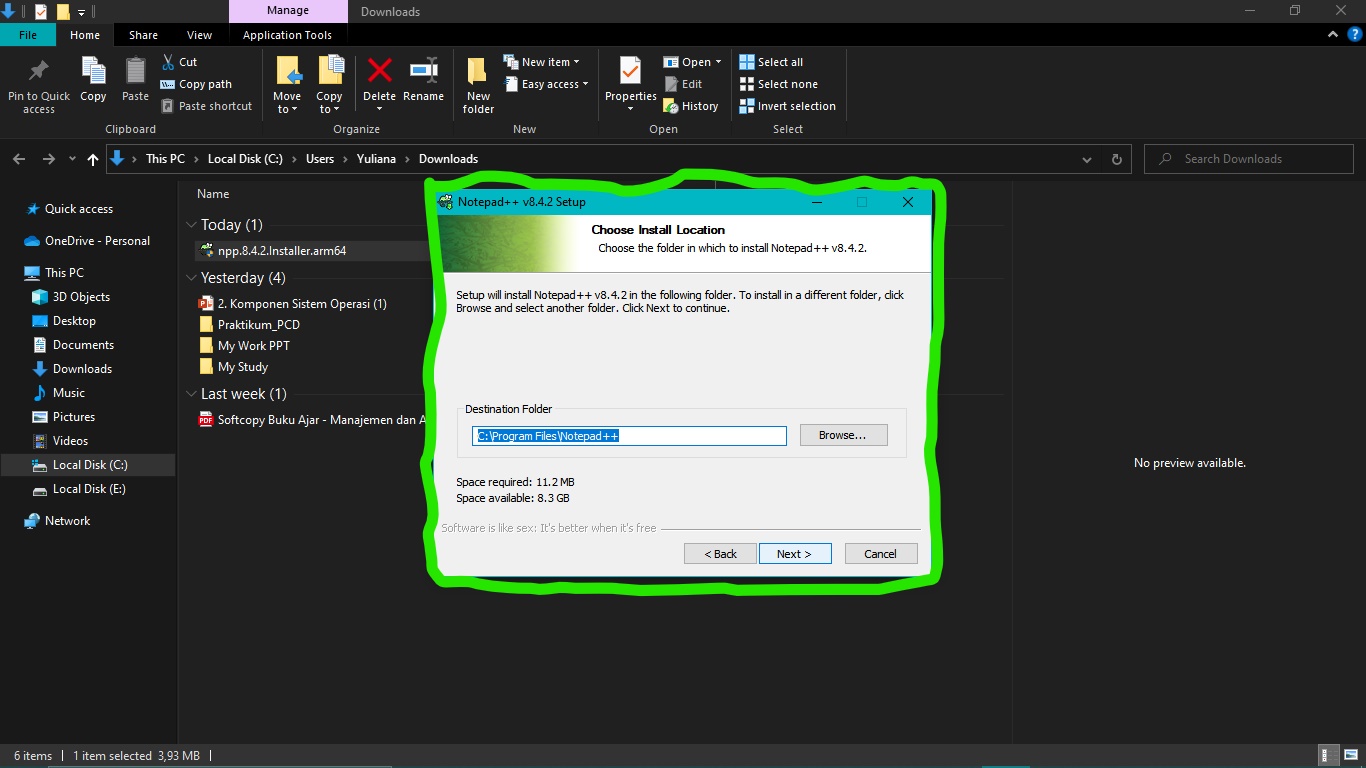 Manage
Downloads
File
Home
Share
View
Application Tools
Pin to Quick
access
Copy
Paste
Cut
Copy path
Paste shortcut
Clipboard
Move
to
Copy
to
Delete
Rename
Organize
New
folder
New item
Easy access
New
Properties
Open
Edit
History
Open
Select all
Select none
Invert selection
Select
This PC > Local Disk (C:) > Users > Yuliana > Downloads
Search Downloads
Quick access
OneDrive - Personal
This PC
3D Objects
Desktop
Documents
Downloads
Music
Pictures
Videos
Local Disk (C:)
Local Disk (E:)
Network
Name
Today (1)
npp.8.4.2.Installer.arm64
Yesterday (4)
2. Komponen Sistem Operasi (1)
Praktikum_PCD
My Work PPT
My Study
Last week (1)
PDF
Softcopy Buku Ajar - Manajemen dan A
Notepad++ v8.4.2 Setup
Choose Install Location
Choose the folder in which to install Notepad++ v8.4.2.
Setup will install Notepad++ v8.4.2 in the following folder. To install in a different folder, click
Browse and select another folder. Click Next to continue.
Destination Folder
C:\Program Files\Notepad++
Browse...
Space required: 11.2 MB
Space available: 8.3 GB
Software is like sex: It's better when it's free
< Back
Next >
Cancel
No preview available.
6 items
1 item selected 3,93 MB